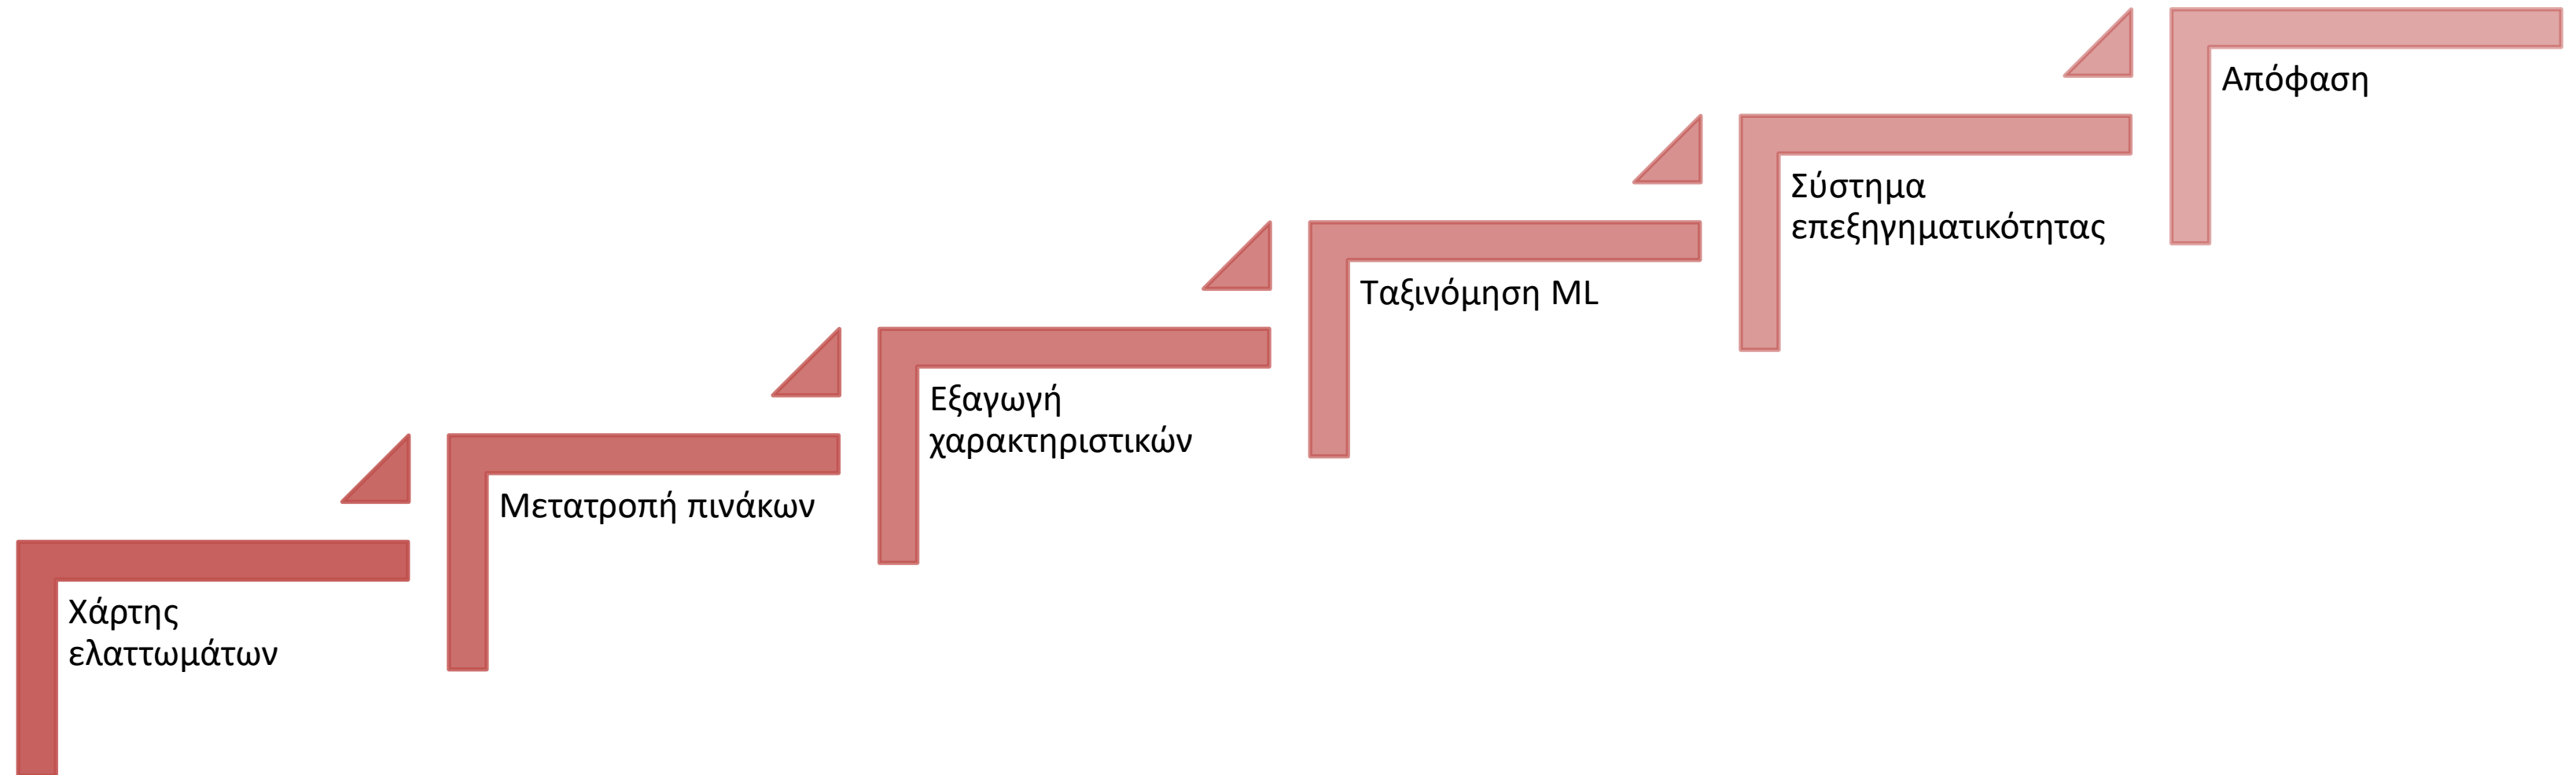 Χάρτης
ελαττωμάτων
Μετατροπή πινάκων
Εξαγωγή
χαρακτηριστικών
Ταξινόμηση ML
Σύστημα
επεξηγηματικότητας
Απόφαση